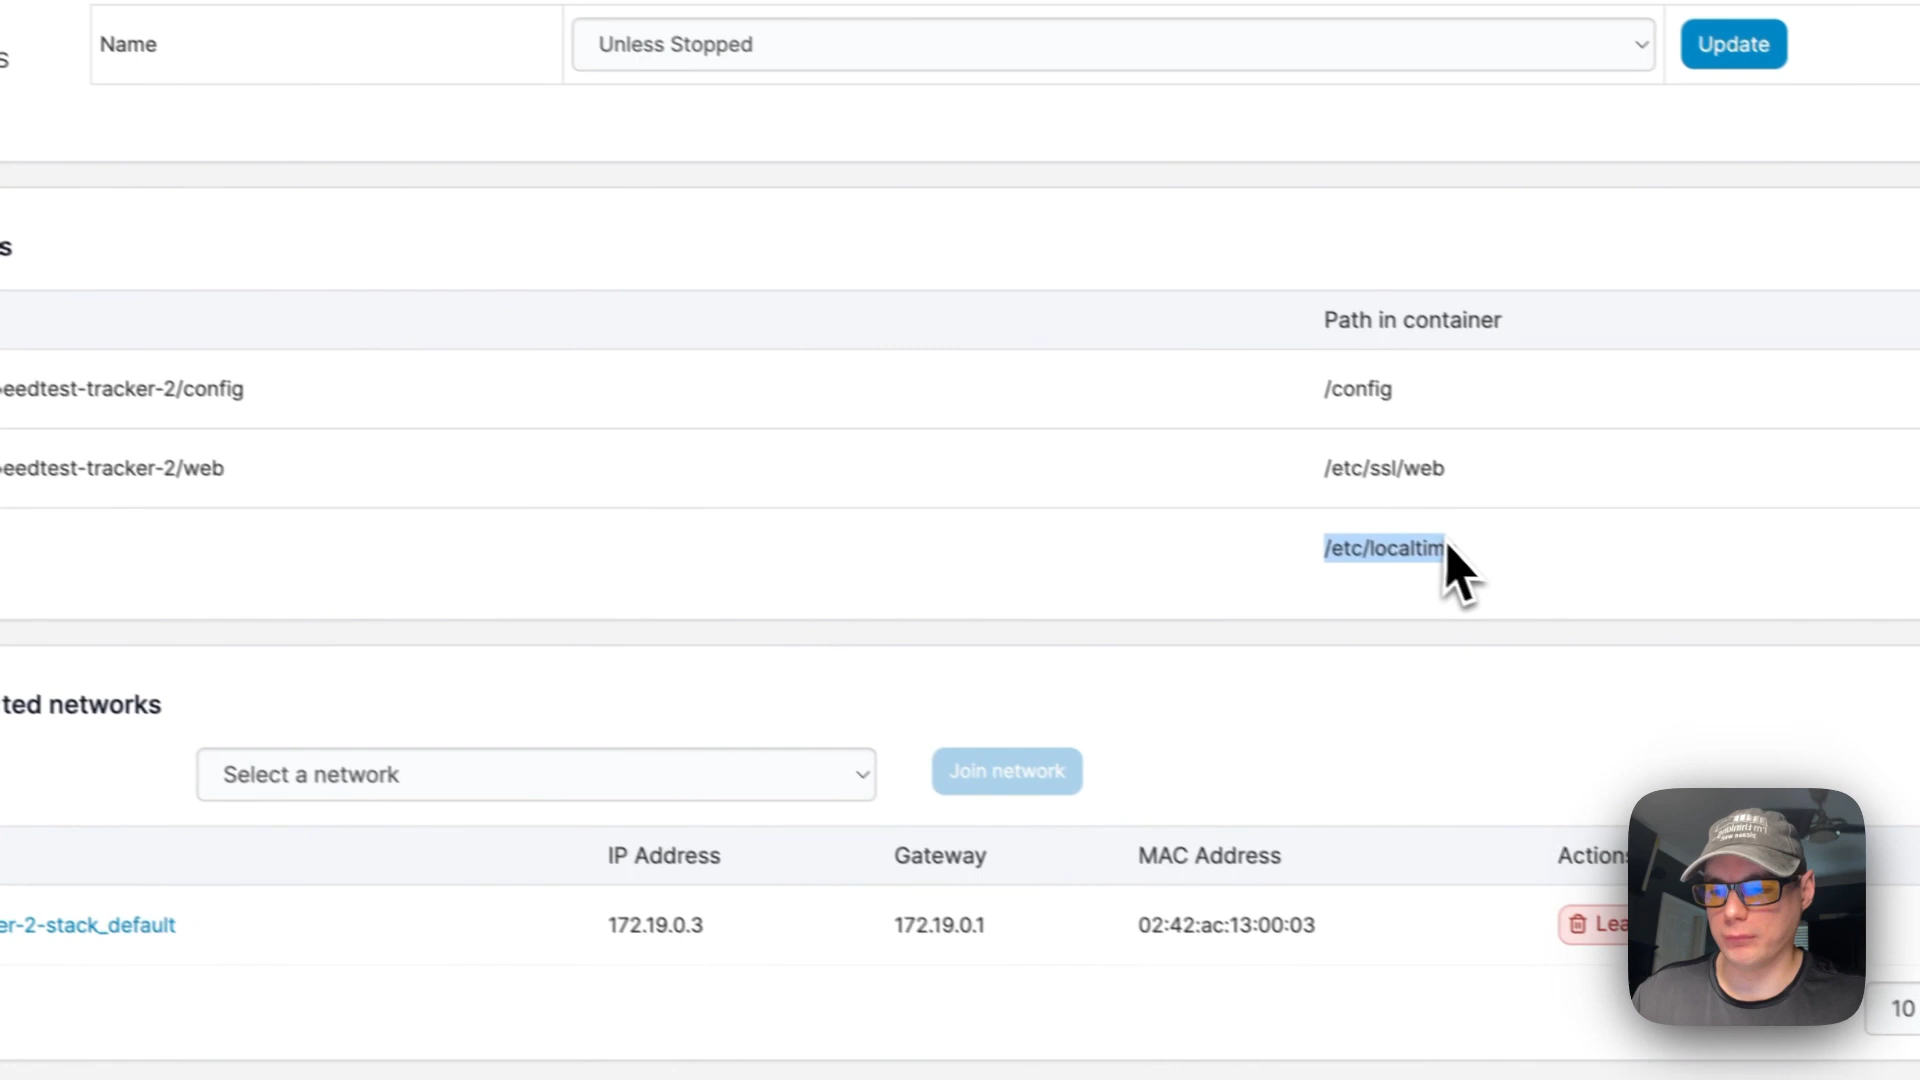 s
Name
Unless Stopped
Update
s
Path in container
eedtest-tracker-2/config
/config
eedtest-tracker-2/web
/etc/ssl/web
/etc/localtim
ted networks
Select a network
Join network
IP Address
Gateway
MAC Address
Actions
er-2-stack_default
172.19.0.3
172.19.0.1
02:42:ac:13:00:03
Lea
10